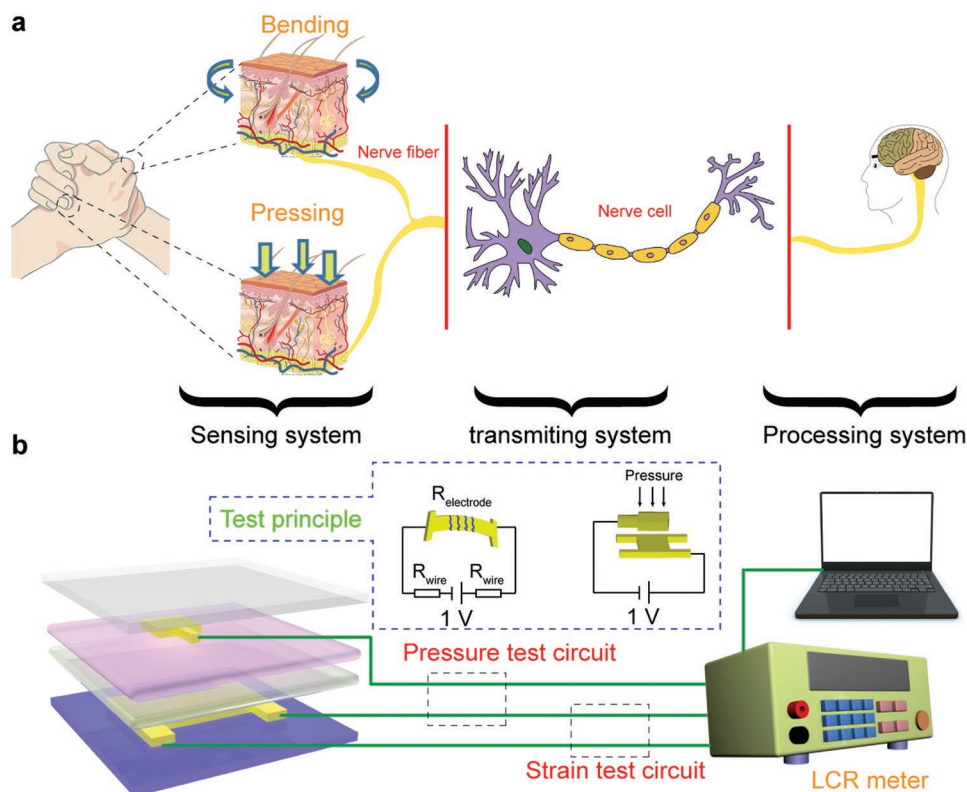 a
Bending
Nerve fiber
Pressing
Nerve cell
Sensing system
transmiting system
Processing system
b
Test principle
Relectrode
Rwire
Rwire
1 V
Pressure
1 V
Pressure test circuit
Strain test circuit
LCR meter